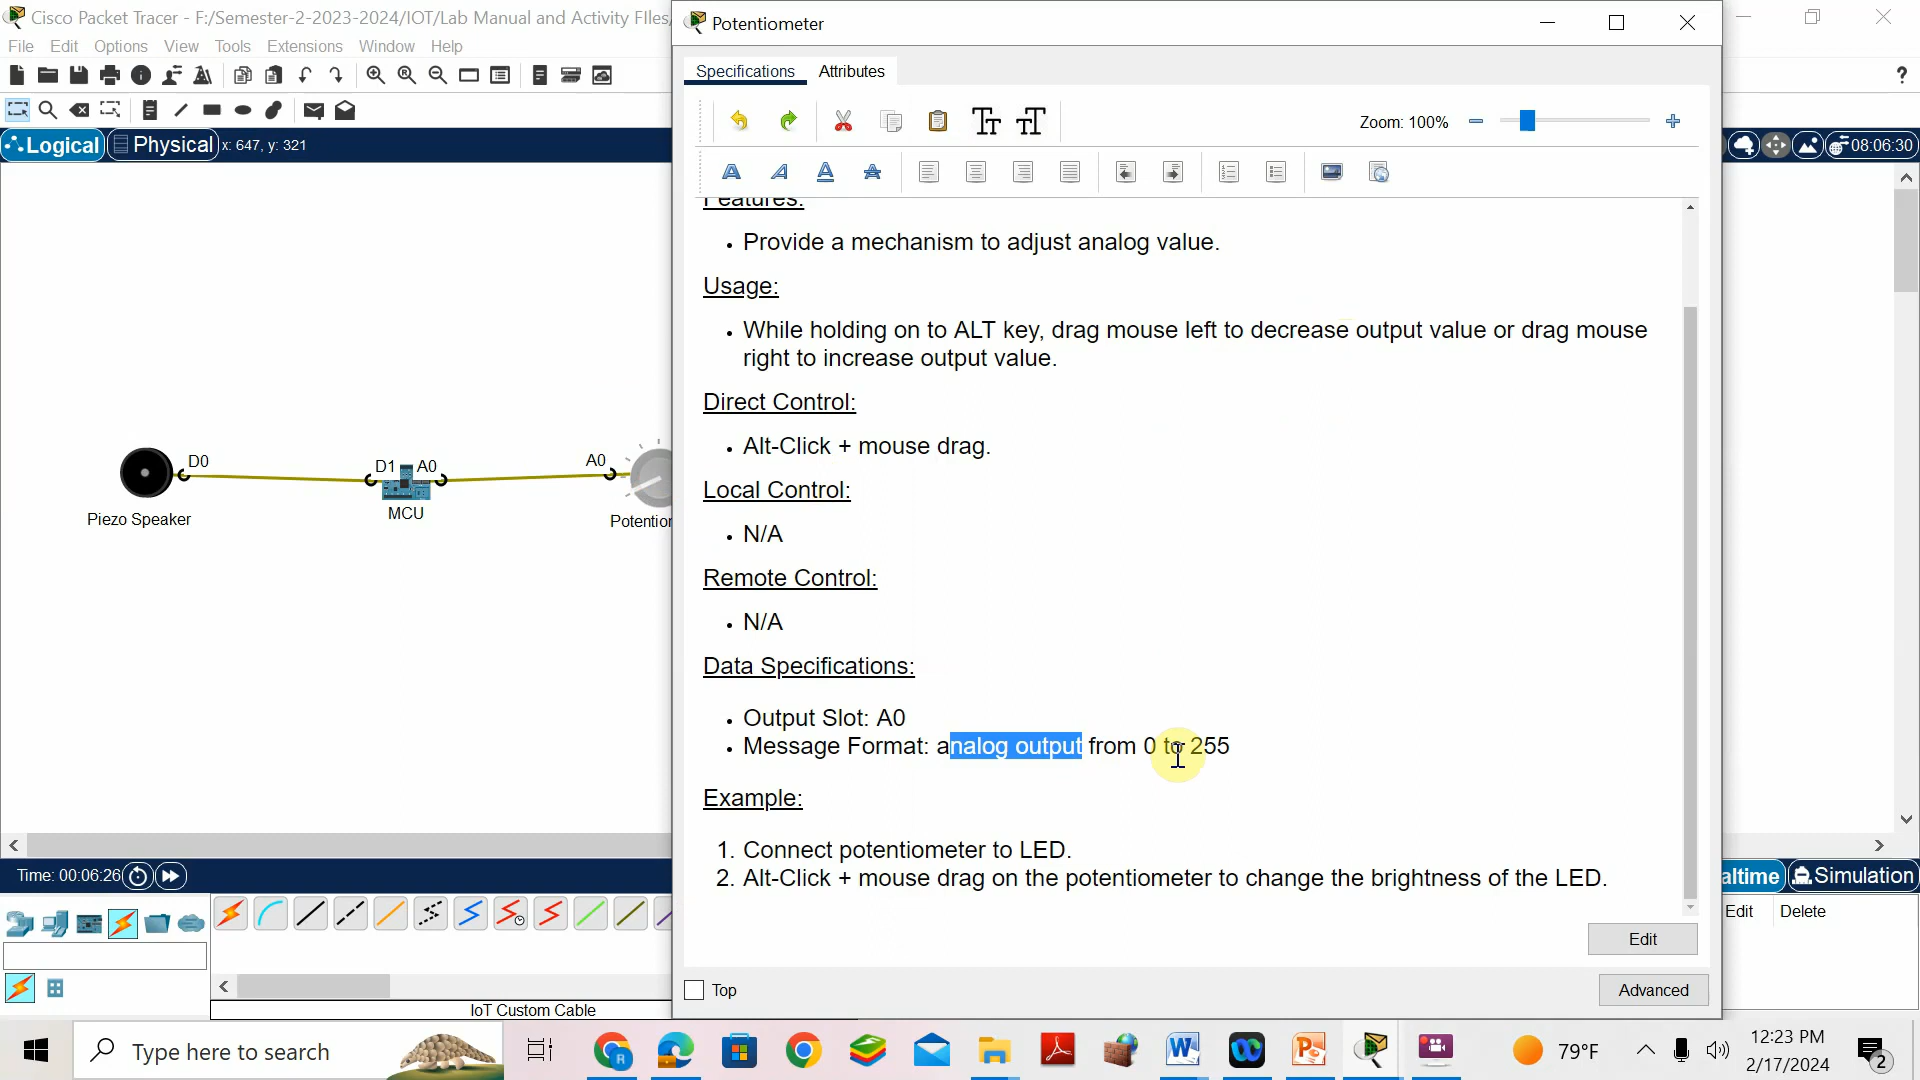 Cisco Packet Tracer - F:/Semester-2-2023-2024/IOT/Lab Manual and Activity FIles
Potentiometer
File Edit Options View Tools Extensions Window Help
Specifications Attributes
?
Zoom: 100%
Logical Physical x: 647, y: 321
08:06:30
Features:
• Provide a mechanism to adjust analog value.
Usage:
• While holding on to ALT key, drag mouse left to decrease output value or drag mouse
right to increase output value.
Direct Control:
• Alt-Click + mouse drag.
Local Control:
• N/A
Remote Control:
• N/A
Data Specifications:
• Output Slot: A0
• Message Format: analog output from 0 to 255
Example:
1. Connect potentiometer to LED.
2. Alt-Click + mouse drag on the potentiometer to change the brightness of the LED.
D0
D1 A0
A0
Piezo Speaker
MCU
Potention
Edit
Top
Advanced
Time: 00:06:26
altime Simulation
Edit Delete
IoT Custom Cable
Type here to search
79°F
12:23 PM
2/17/2024
2